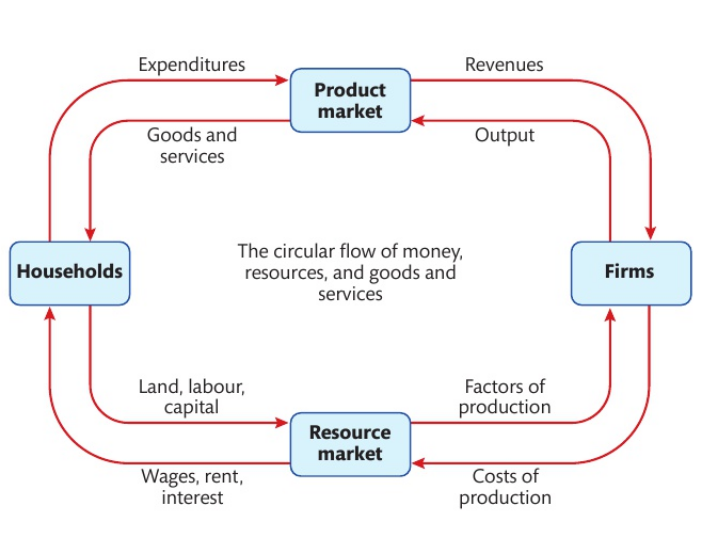 Expenditures
Revenues
Product
market
Goods and
services
Output
Households
The circular flow of money,
resources, and goods and
services
Firms
Land, labour,
capital
Factors of
production
Resource
market
Wages, rent,
interest
Costs of
production